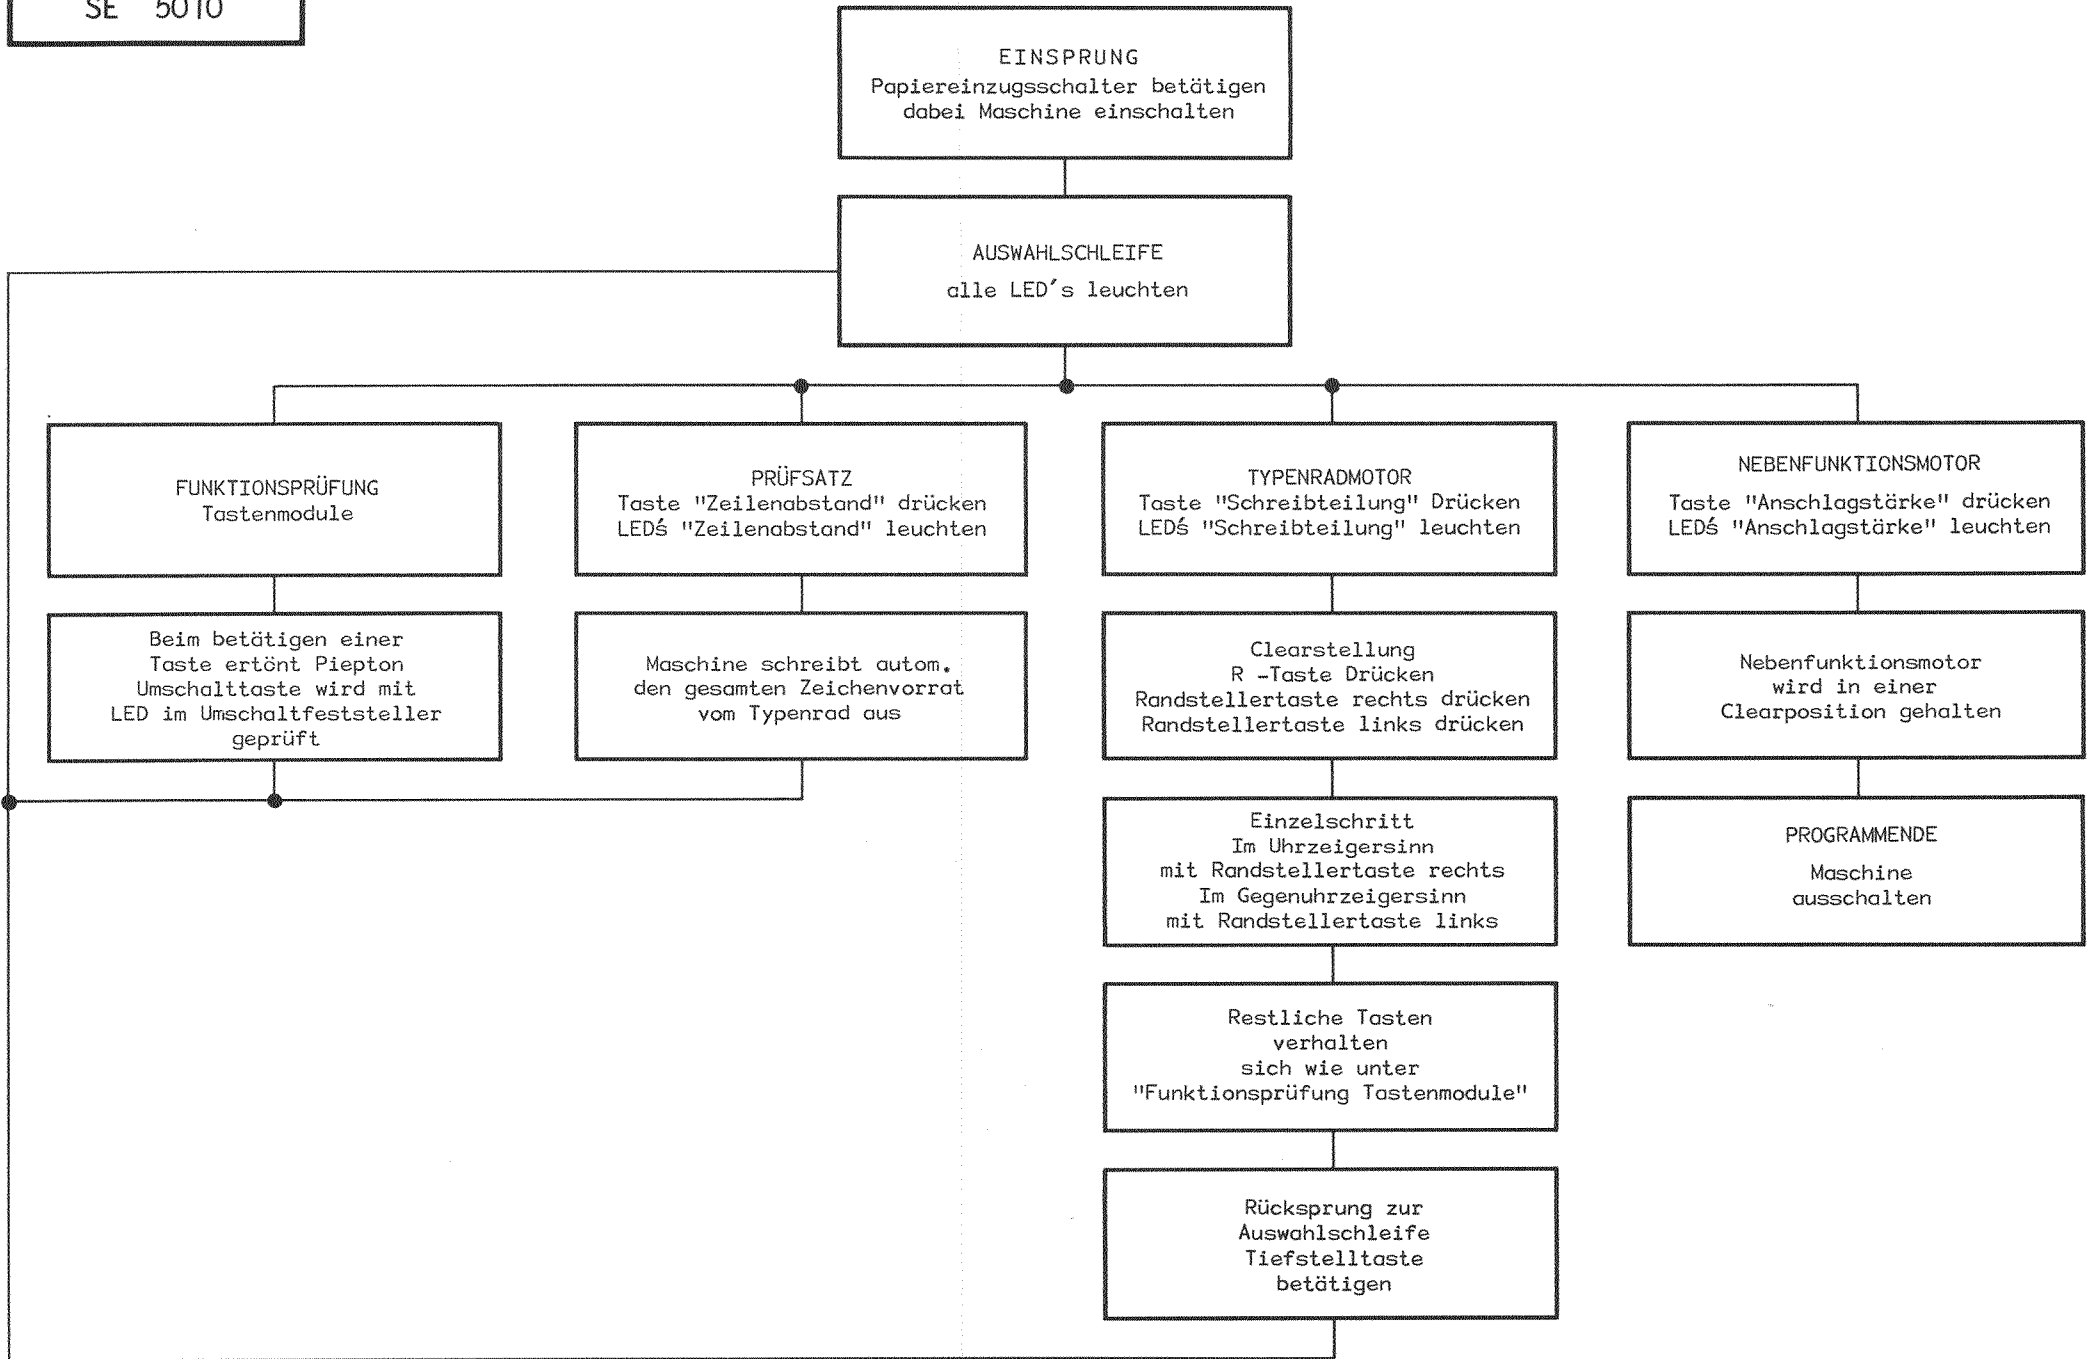 SE 5010
EINSPRUNG
Papiereinzugsschalter betätigen
dabei Maschine einschalten
AUSWAHLSCHLEIFE
alle LED´s leuchten
FUNKTIONSPRÜFUNG
Tastenmodule
Beim betätigen einer
Taste ertönt Piepton
Umschalttaste wird mit
LED im Umschaltfeststeller
geprüft
PRÜFSATZ
Taste "Zeilenabstand" drücken
LED´s "Zeilenabstand" leuchten
Maschine schreibt autom.
den gesamten Zeichenvorrat
vom Typenrad aus
TYPENRADMOTOR
Taste "Schreibteilung" Drücken
LED´s "Schreibteilung" leuchten
Clearstellung
R -Taste Drücken
Randstellertaste rechts drücken
Randstellertaste links drücken
Einzelschritt
Im Uhrzeigersinn
mit Randstellertaste rechts
Im Gegenuhrzeigersinn
mit Randstellertaste links
Restliche Tasten
verhalten
sich wie unter
"Funktionsprüfung Tastenmodule"
Rücksprung zur
Auswahlschleife
Tiefstelltaste
betätigen
NEBENFUNKTIONSMOTOR
Taste "Anschlagstärke" drücken
LED´s "Anschlagstärke" leuchten
Nebenfunktionsmotor
wird in einer
Clearposition gehalten
PROGRAMMENDE
Maschine
ausschalten